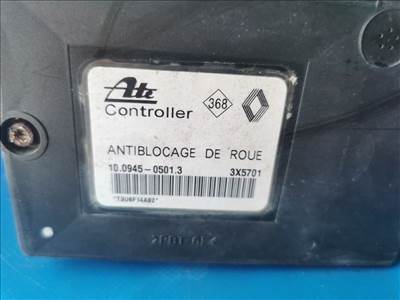 Ate
368
Controller
ANTIBLOCAGE DE ROUE
10.0945-0501.3 3X5701